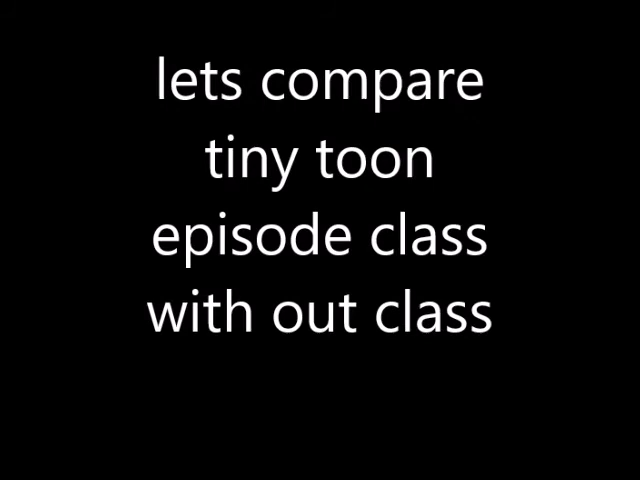 lets compare
tiny toon
episode class
with out class